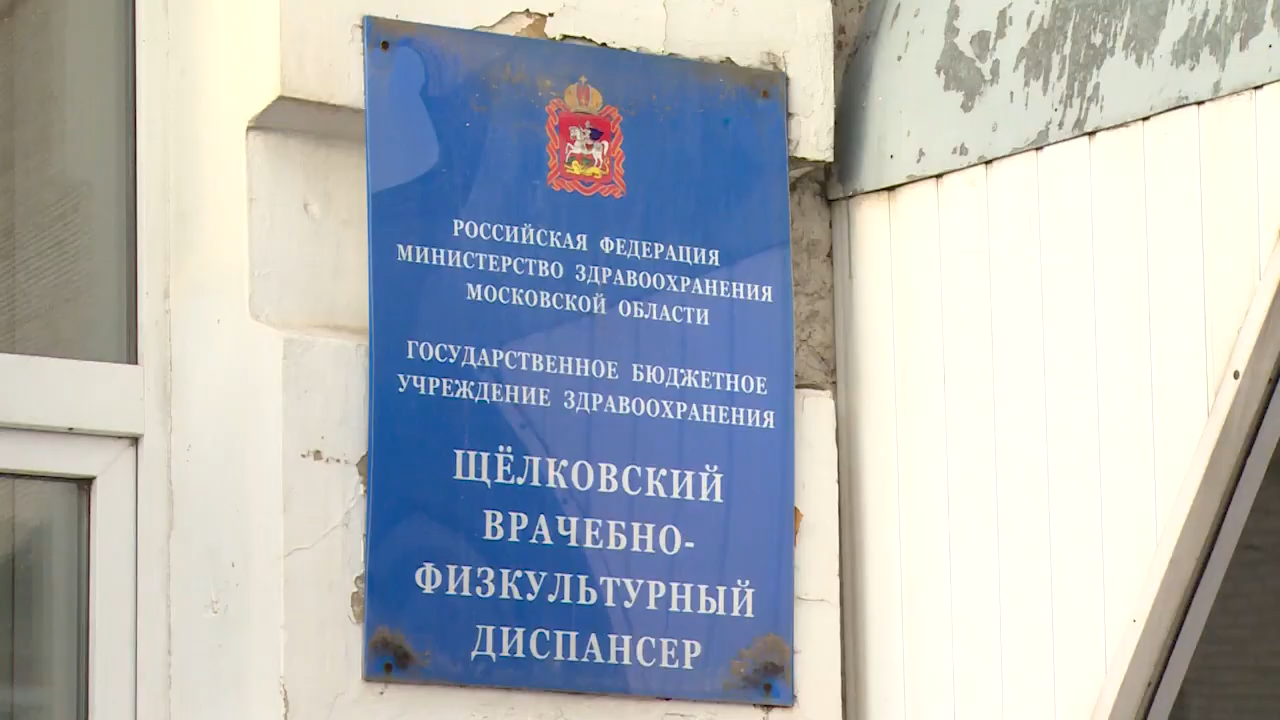 РОССИЙСКАЯ ФЕДЕРАЦИЯ
МИНИСТЕРСТВО ЗДРАВООХРАНЕНИЯ
МОСКОВСКОЙ ОБЛАСТИ
ГОСУДАРСТВЕННОЕ БЮДЖЕТНОЕ
УЧРЕЖДЕНИЕ ЗДРАВООХРАНЕНИЯ
ЩЁЛКОВСКИЙ
ВРАЧЕБНО-
ФИЗКУЛЬТУРНЫЙ
ДИСПАНСЕР